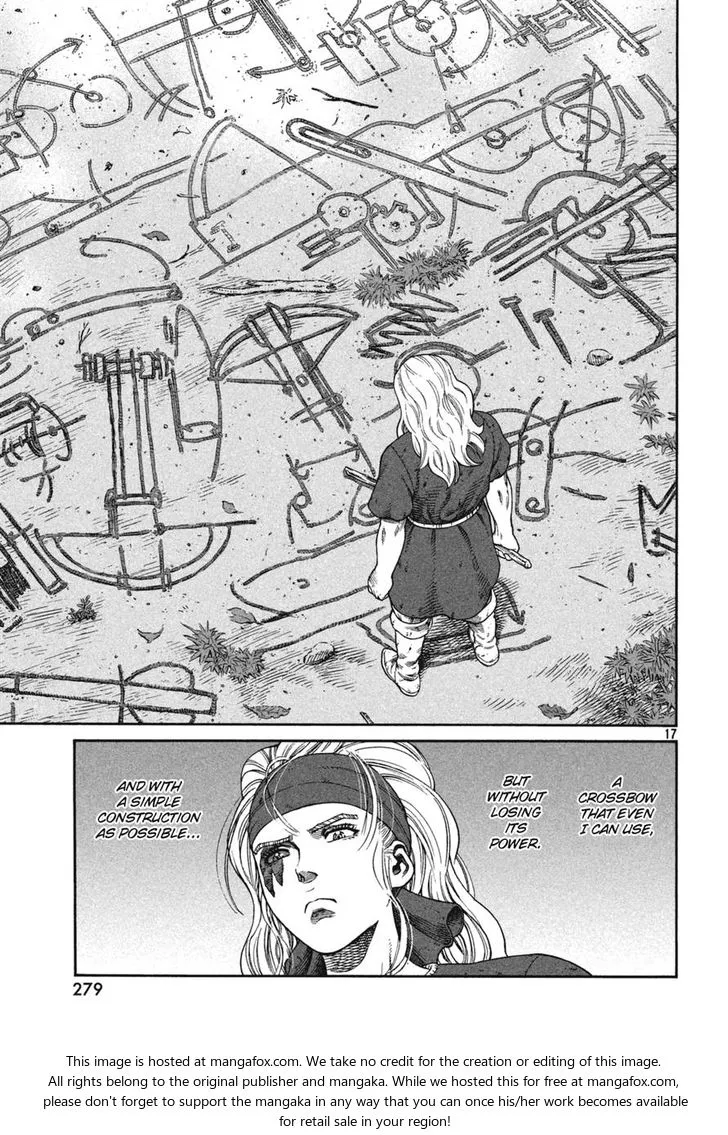 17
A
CROSSBOW
THAT EVEN
I CAN USE,
BUT
WITHOUT
LOSING
ITS
POWER.
AND WITH
A SIMPLE
CONSTRUCTION
AS POSSIBLE...
279
This image is hosted at mangafox.com. We take no credit for the creation or editing of this image.
All rights belong to the original publisher and mangaka. While we hosted this for free at mangafox.com,
please don't forget to support the mangaka in any way that you can once his/her work becomes available
for retail sale in your region!